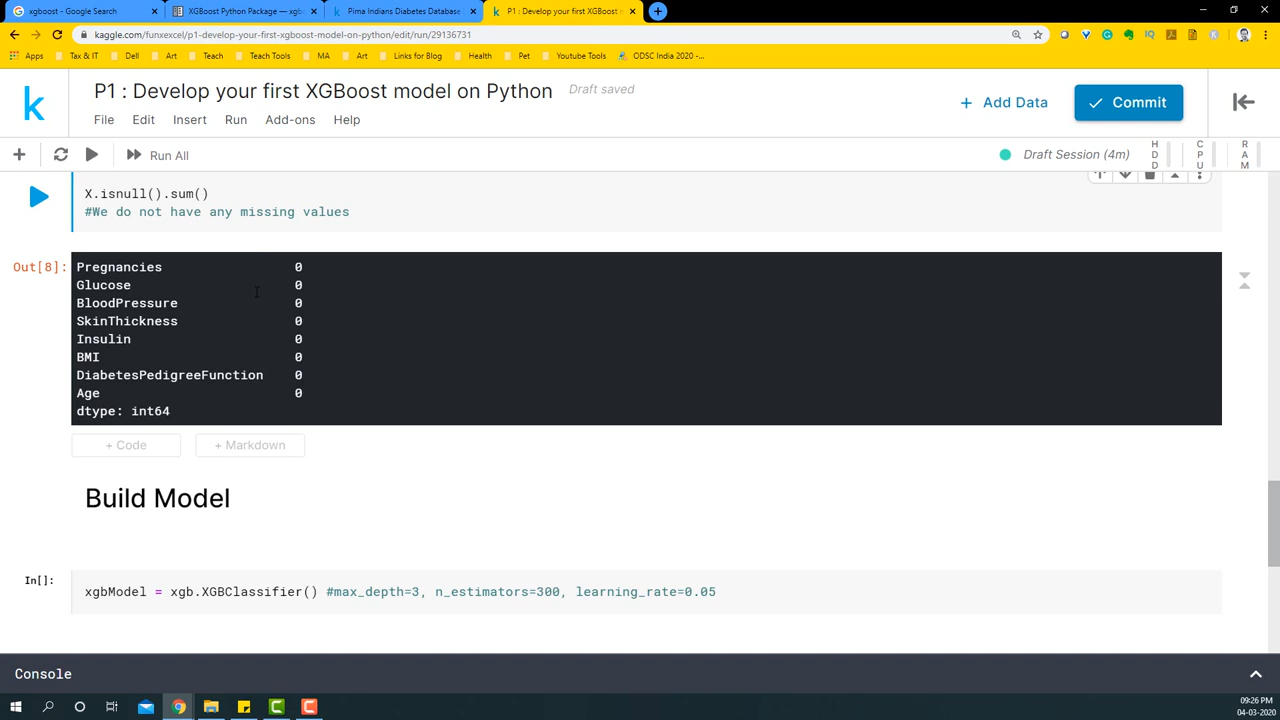 xgboost - Google Search
XGBoost Python Package — xgb
Pima Indians Diabetes Database
P1 : Develop your first XGBoost m
kaggle.com/funxexcel/p1-develop-your-first-xgboost-model-on-python/edit/run/29136731
Apps Tax & IT Dell Art Teach Teach Tools MA Art Links for Blog Health Pet Youtube Tools ODSC India 2020 -...
P1 : Develop your first XGBoost model on Python Draft saved
File Edit Insert Run Add-ons Help
+ Add Data
Commit
Run All
Draft Session (4m)
HDD
CPU
RAM
X.isnull().sum()
#We do not have any missing values
Out[8]:
Pregnancies 0
Glucose 0
BloodPressure 0
SkinThickness 0
Insulin 0
BMI 0
DiabetesPedigreeFunction 0
Age 0
dtype: int64
+ Code + Markdown
Build Model
In[]:
xgbModel = xgb.XGBClassifier() #max_depth=3, n_estimators=300, learning_rate=0.05
Console
09:26 PM
04-03-2020